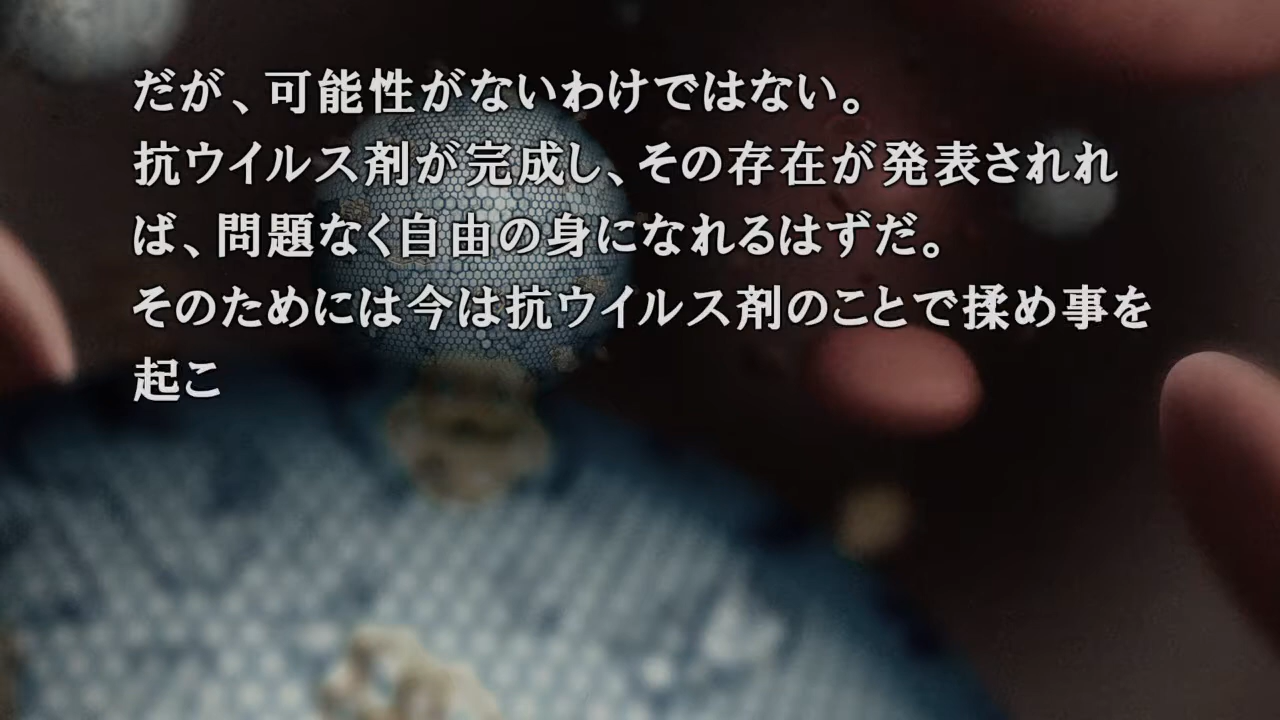 だが、可能性がないわけではない。
抗ウイルス剤が完成し、その存在が発表されれ
ば、問題なく自由の身になれるはずだ。
そのためには今は抗ウイルス剤のことで揉め事を
起こ